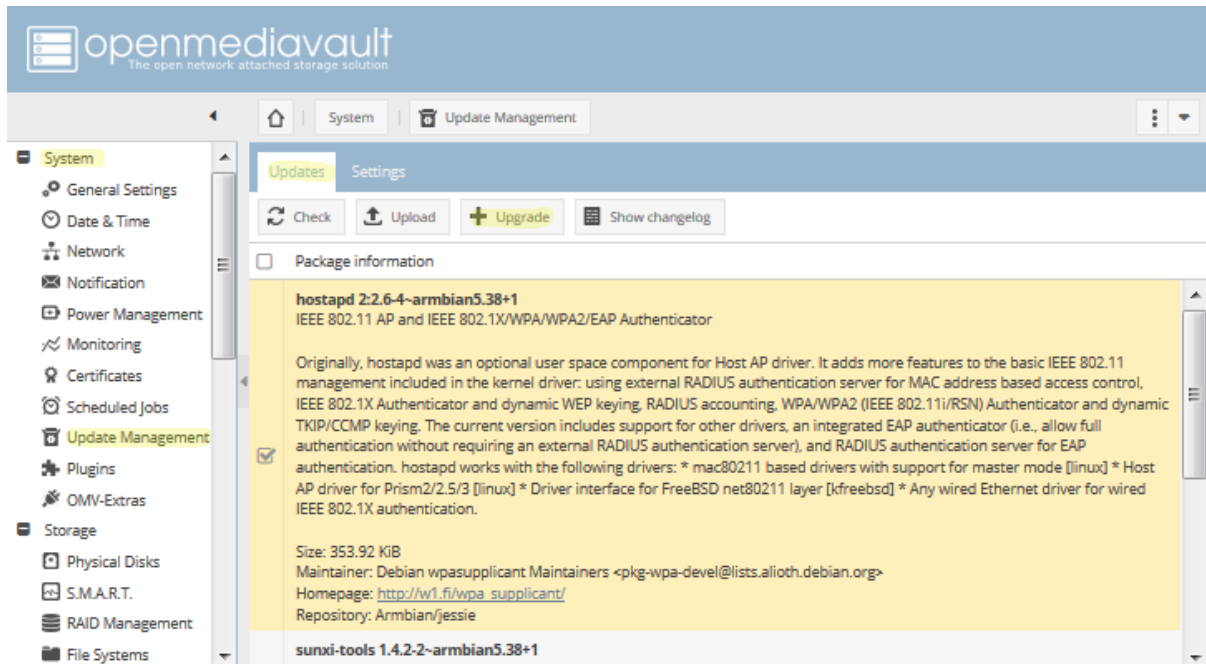 openmediavault
The open network attached storage solution
System
Update Management
System
General Settings
Date & Time
Network
Notification
Power Management
Monitoring
Certificates
Scheduled Jobs
Update Management
Plugins
OMV-Extras
Storage
Physical Disks
S.M.A.R.T.
RAID Management
File Systems
Updates
Settings
Check
Upload
Upgrade
Show changelog
Package information
hostapd 2:2.6-4~armbian5.38+1
IEEE 802.11 AP and IEEE 802.1X/WPA/WPA2/EAP Authenticator
Originally, hostapd was an optional user space component for Host AP driver. It adds more features to the basic IEEE 802.11
management included in the kernel driver: using external RADIUS authentication server for MAC address based access control,
IEEE 802.1X Authenticator and dynamic WEP keying, RADIUS accounting, WPA/WPA2 (IEEE 802.11i/RSN) Authenticator and dynamic
TKIP/CCMP keying. The current version includes support for other drivers, an integrated EAP authenticator (i.e., allow full
authentication without requiring an external RADIUS authentication server), and RADIUS authentication server for EAP
authentication. hostapd works with the following drivers: * mac80211 based drivers with support for master mode [linux] * Host
AP driver for Prism2/2.5/3 [linux] * Driver interface for FreeBSD net80211 layer [kfreebsd] * Any wired Ethernet driver for wired
IEEE 802.1X authentication.
Size: 353.92 KiB
Maintainer: Debian wpasupplicant Maintainers <pkg-wpa-devel@lists.alioth.debian.org>
Homepage: http://w1.fi/wpa_supplicant/
Repository: Armbian/jessie
sunxi-tools 1.4.2-2~armbian5.38+1